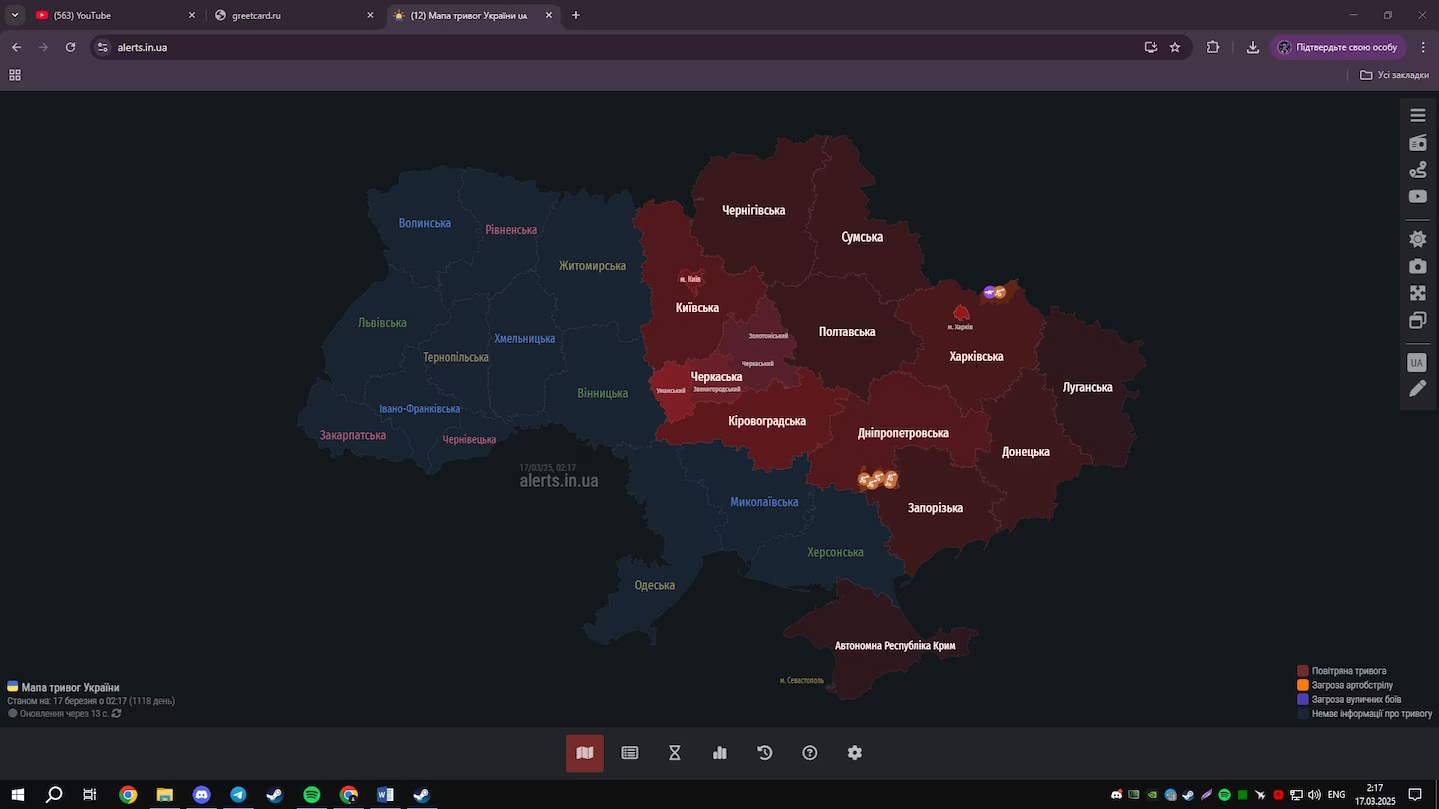 (563) YouTube
greetcard.ru
(12) Мапа тривог України UA
alerts.in.ua
Підтвердьте свою особу
Усі закладки
Чернігівська
Волинська
Рівненська
Сумська
Житомирська
м. Київ
Київська
Львівська
м. Харків
Полтавська
Золотоніський
Хмельницька
Тернопільська
Харківська
Черкаський
Черкаська
Луганська
Уманський
Звенигородський
Вінницька
Івано-Франківська
Кіровоградська
Закарпатська
Чернівецька
Дніпропетровська
Донецька
17/03/25, 02:17
alerts.in.ua
Миколаївська
Запорізька
Херсонська
Одеська
Автономна Республіка Крим
м. Севастополь
UA
Мапа тривог України
Станом на: 17 березня о 02:17 (1118 день)
Оновлення через 13 с.
Повітряна тривога
Загроза артобстрілу
Загроза вуличних боїв
Немає інформації про тривогу
ENG
2:17
17.03.2025